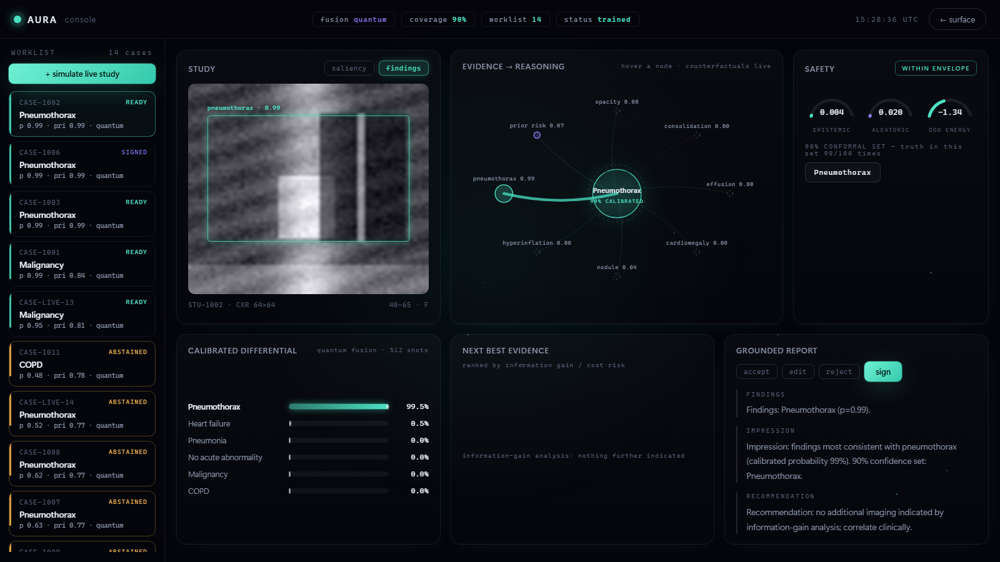 AURA console
fusion quantum
coverage 90%
worklist 14
status trained
15:28:36 UTC
← surface
WORKLIST
14 cases
+ simulate live study
CASE-1002 READY
Pneumothorax
p 0.99 · pri 0.99 · quantum
CASE-1006 SIGNED
Pneumothorax
p 0.99 · pri 0.99 · quantum
CASE-1003 READY
Pneumothorax
p 0.99 · pri 0.99 · quantum
CASE-1001 READY
Malignancy
p 0.99 · pri 0.84 · quantum
CASE-LIVE-13 READY
Malignancy
p 0.95 · pri 0.81 · quantum
CASE-1011 ABSTAINED
COPD
p 0.48 · pri 0.78 · quantum
CASE-LIVE-14 ABSTAINED
Pneumothorax
p 0.52 · pri 0.77 · quantum
CASE-1008 ABSTAINED
Pneumothorax
p 0.62 · pri 0.77 · quantum
CASE-1007 ABSTAINED
Pneumothorax
p 0.63 · pri 0.77 · quantum
CASE-1009 ABSTAINED
STUDY
saliency
findings
pneumothorax · 0.99
STU-1002 · CXR 64×64
40-65 · F
EVIDENCE → REASONING
hover a node · counterfactuals live
opacity 0.00
prior risk 0.07
consolidation 0.00
pneumothorax 0.99
effusion 0.00
Pneumothorax
99% CALIBRATED
hyperinflation 0.00
cardiomegaly 0.00
nodule 0.04
SAFETY
WITHIN ENVELOPE
0.004
0.020
−1.34
EPISTEMIC
ALEATORIC
OOD ENERGY
90% CONFORMAL SET — truth in this
set 90/100 times
Pneumothorax
CALIBRATED DIFFERENTIAL
quantum fusion · 512 shots
Pneumothorax 99.5%
Heart failure 0.5%
Pneumonia 0.0%
No acute abnormality 0.0%
Malignancy 0.0%
COPD 0.0%
NEXT BEST EVIDENCE
ranked by information gain / cost·risk
information-gain analysis: nothing further indicated
GROUNDED REPORT
accept
edit
reject
sign
FINDINGS
Findings: Pneumothorax (p=0.99).
IMPRESSION
Impression: findings most consistent with pneumothorax
(calibrated probability 99%). 90% confidence set:
Pneumothorax.
RECOMMENDATION
Recommendation: no additional imaging indicated by
information-gain analysis; correlate clinically.